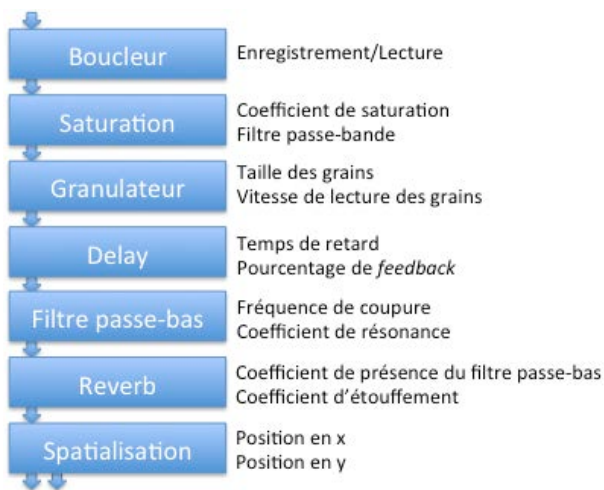 Boucleur
Enregistrement/Lecture
Saturation
Coefficient de saturation
Filtre passe-bande
Granulateur
Taille des grains
Vitesse de lecture des grains
Delay
Temps de retard
Pourcentage de feedback
Filtre passe-bas
Fréquence de coupure
Coefficient de résonance
Reverb
Coefficient de présence du filtre passe-bas
Coefficient d'étouffement
Spatialisation
Position en x
Position en y